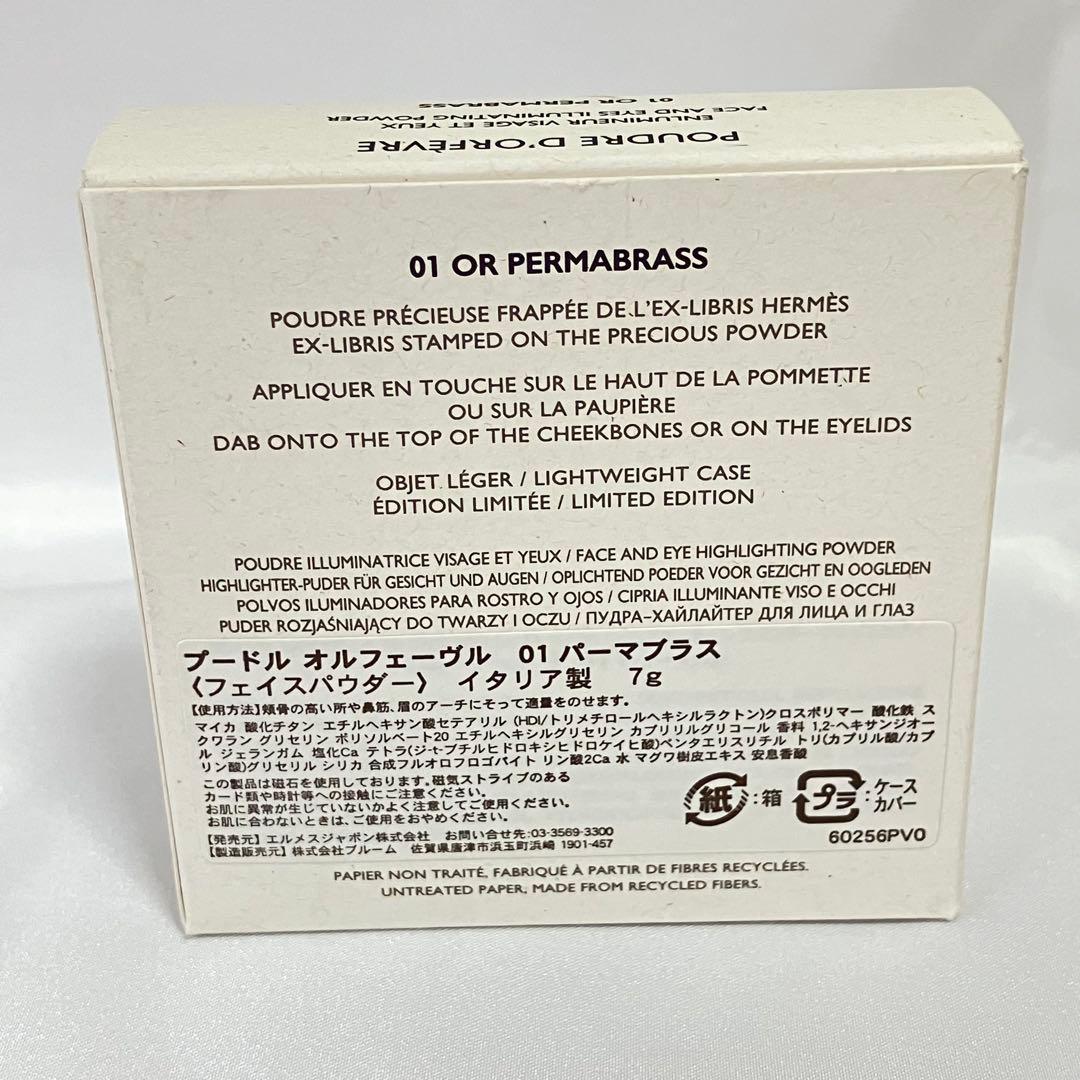 POUDRE D'ORFÈVRE
ENLUMINEUR VISAGE ET YEUX
FACE AND EYES ILLUMINATING POWDER
01 OR PERMABRASS
01 OR PERMABRASS
POUDRE PRÉCIEUSE FRAPPÉE DE L'EX-LIBRIS HERMÈS
EX-LIBRIS STAMPED ON THE PRECIOUS POWDER
APPLIQUER EN TOUCHE SUR LE HAUT DE LA POMMETTE
OU SUR LA PAUPIÈRE
DAB ONTO THE TOP OF THE CHEEKBONES OR ON THE EYELIDS
OBJET LÉGER / LIGHTWEIGHT CASE
ÉDITION LIMITÉE / LIMITED EDITION
POUDRE ILLUMINATRICE VISAGE ET YEUX / FACE AND EYE HIGHLIGHTING POWDER
HIGHLIGHTER-PUDER FÜR GESICHT UND AUGEN / OPLICHTEND POEDER VOOR GEZICHT EN OOGLEDEN
POLVOS ILUMINADORES PARA ROSTRO Y OJOS / CIPRIA ILLUMINANTE VISO E OCCHI
PUDER ROZJAŚNIAJĄCY DO TWARZY I OCZU / ПУДРА-ХАЙЛАЙТЕР ДЛЯ ЛИЦА И ГЛАЗ
プードル オルフェーヴル 01 パーマブラス
〈フェイスパウダー〉 イタリア製 7g
【使用方法】頬骨の高い所や鼻筋、眉のアーチにそって適量をのせます。
マイカ 酸化チタン エチルヘキサン酸セテアリル (HDI/トリメチロールヘキシルラクトン)クロスポリマー 酸化鉄 ス
クワラン グリセリン ポリソルベート20 エチルヘキシルグリセリン カプリリルグリコール 香料 1,2-ヘキサンジオー
ル ジェランガム 塩化Ca テトラ(ジ-t-ブチルヒドロキシヒドロケイヒ酸)ペンタエリスリチル トリ(カプリル酸/カプ
リン酸)グリセリル シリカ 合成フルオロフロゴパイト リン酸2Ca 水 マグワ樹皮エキス 安息香酸
この製品は磁石を使用しております。磁気ストライプのある
カード類や時計等への接触にご注意ください。
お肌に異常が生じていないかよく注意してご使用ください。
お肌に合わないときは、ご使用をおやめください。
紙:箱 プラ:ケース
カバー
【発売元】エルメスジャポン株式会社 お問い合せ先:03-3569-3300
【製造販売元】株式会社ブルーム 佐賀県唐津市浜玉町浜崎 1901-457
60256PV0
PAPIER NON TRAITÉ, FABRIQUÉ À PARTIR DE FIBRES RECYCLÉES.
UNTREATED PAPER, MADE FROM RECYCLED FIBERS.